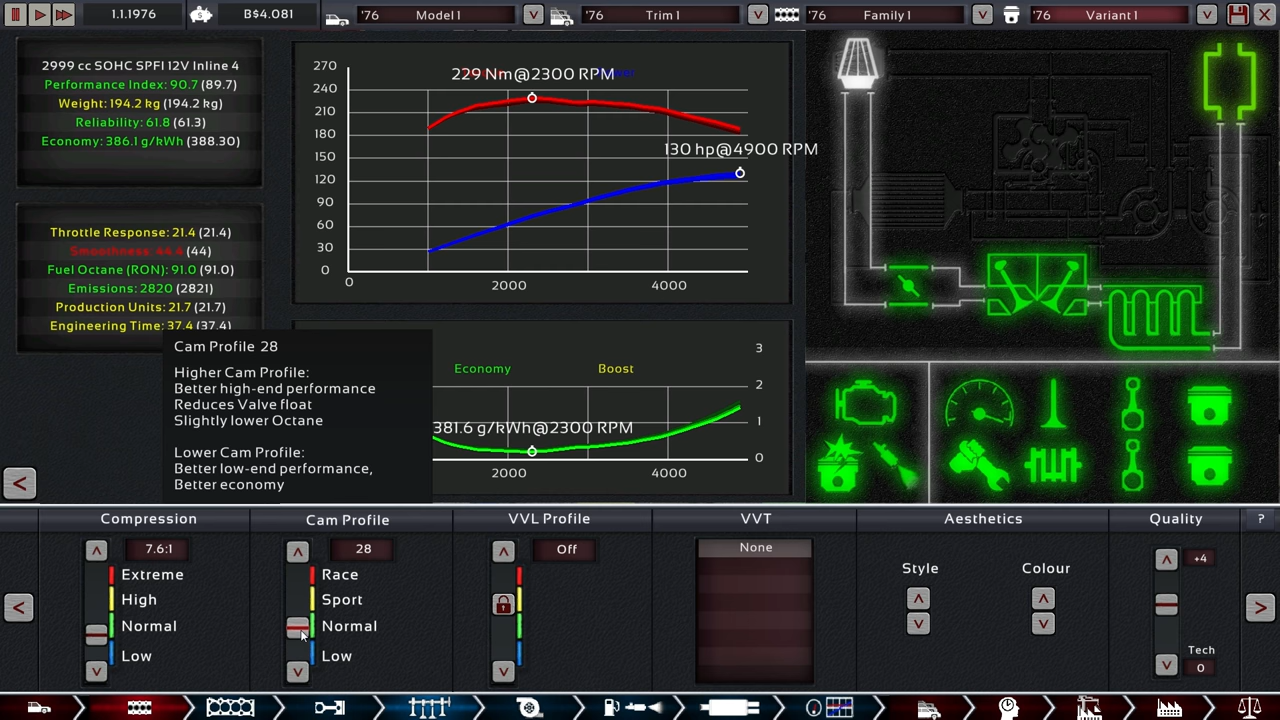 1.1.1976
B$4.081
'76 Model 1
'76 Trim 1
'76 Family 1
'76 Variant 1
2999 cc SOHC SPFI 12V Inline 4
Performance Index: 90.7 (89.7)
Weight: 194.2 kg (194.2 kg)
Reliability: 61.8 (61.3)
Economy: 386.1 g/kWh (388.30)
Throttle Response: 21.4 (21.4)
Smoothness: 44.4 (44)
Fuel Octane (RON): 91.0 (91.0)
Emissions: 2820 (2821)
Production Units: 21.7 (21.7)
Engineering Time: 37.4 (37.4)
270
240
210
180
150
120
90
60
30
0
0
2000
4000
229 Nm@2300 RPM
130 hp@4900 RPM
Economy
Boost
3
2
1
0
381.6 g/kWh@2300 RPM
2000
4000
Cam Profile 28
Higher Cam Profile:
Better high-end performance
Reduces Valve float
Slightly lower Octane
Lower Cam Profile:
Better low-end performance,
Better economy
<
Compression
7.6:1
Extreme
High
Normal
Low
Cam Profile
28
Race
Sport
Normal
Low
VVL Profile
Off
VVT
None
Aesthetics
Style
Colour
Quality
+4
Tech
0
?
<
>